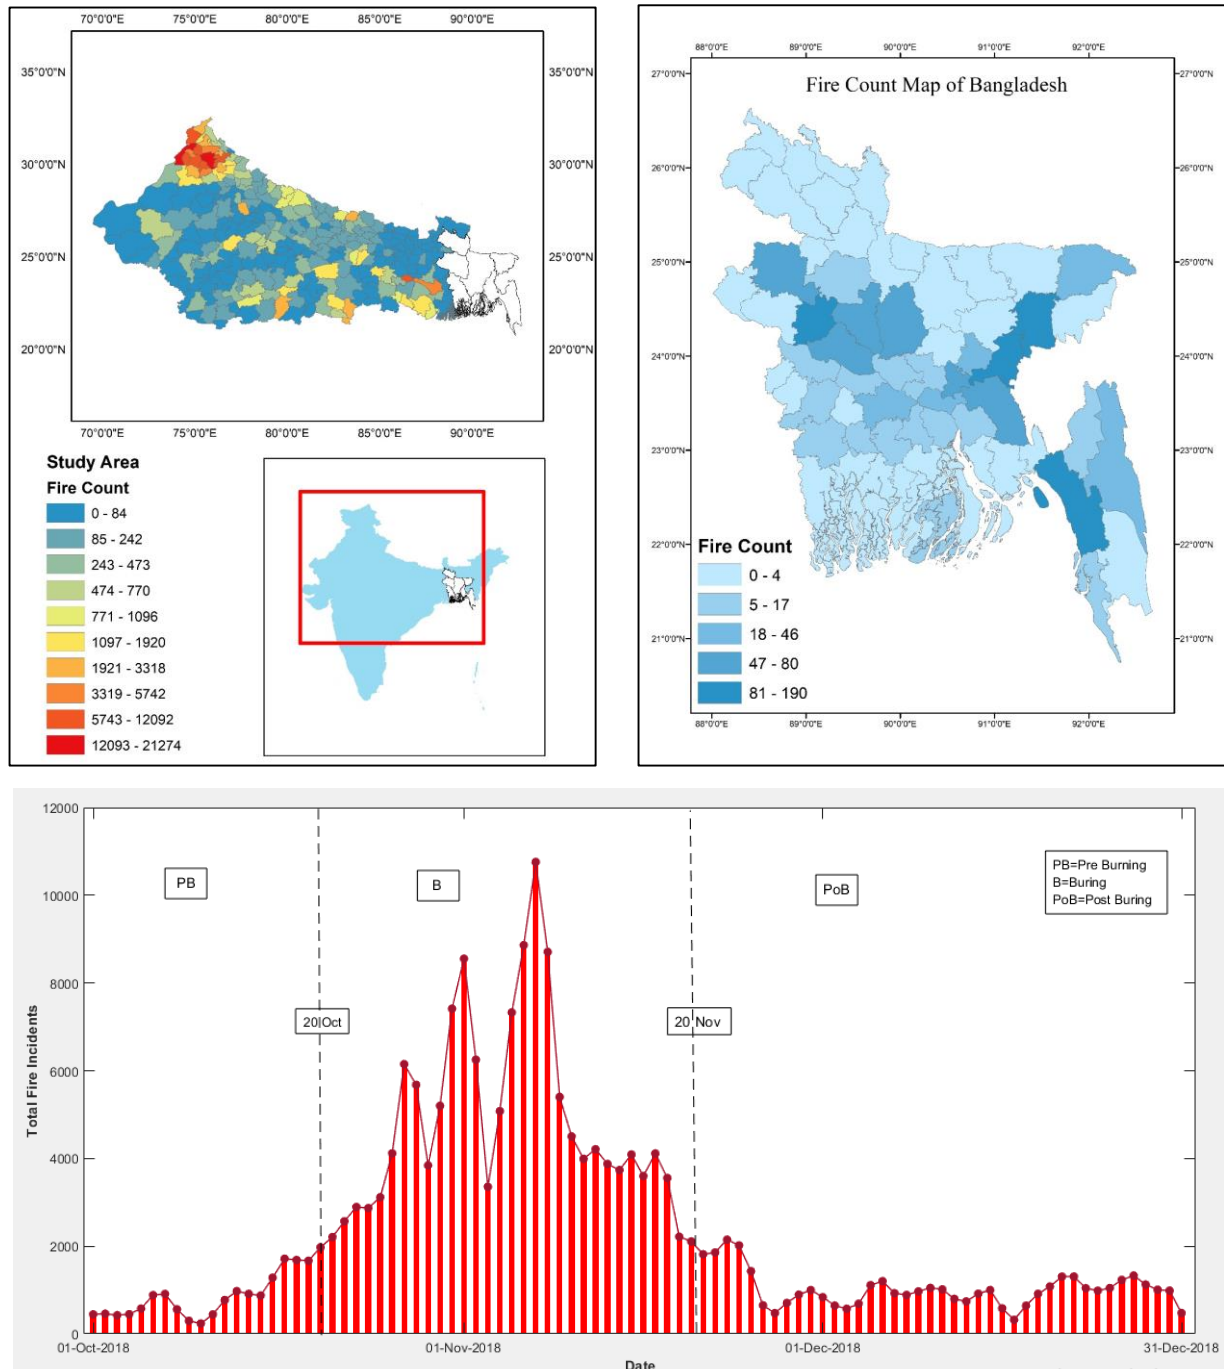 70°0'0"E 75°0'0"E 80°0'0"E 85°0'0"E 90°0'0"E
35°0'0"N 35°0'0"N
30°0'0"N 30°0'0"N
25°0'0"N 25°0'0"N
20°0'0"N 20°0'0"N
70°0'0"E 75°0'0"E 80°0'0"E 85°0'0"E 90°0'0"E
Study Area
Fire Count
0 - 84
85 - 242
243 - 473
474 - 770
771 - 1096
1097 - 1920
1921 - 3318
3319 - 5742
5743 - 12092
12093 - 21274
88°0'0"E 89°0'0"E 90°0'0"E 91°0'0"E 92°0'0"E
27°0'0"N 27°0'0"N
Fire Count Map of Bangladesh
26°0'0"N 26°0'0"N
25°0'0"N 25°0'0"N
24°0'0"N 24°0'0"N
23°0'0"N 23°0'0"N
22°0'0"N 22°0'0"N
21°0'0"N 21°0'0"N
Fire Count
0 - 4
5 - 17
18 - 46
47 - 80
81 - 190
88°0'0"E 89°0'0"E 90°0'0"E 91°0'0"E 92°0'0"E
12000
10000
8000
6000
4000
2000
0
Total Fire Incidents
PB
B
PoB
PB=Pre Burning
B=Buring
PoB=Post Buring
20 Oct
20 Nov
01-Oct-2018 01-Nov-2018 01-Dec-2018 31-Dec-2018
Date